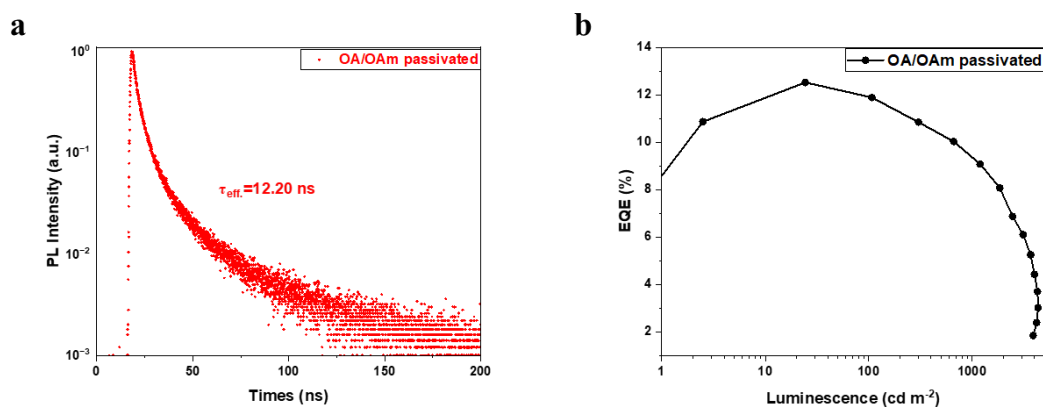 a
10⁰
10⁻¹
10⁻²
10⁻³
PL Intensity (a.u.)
OA/OAm passivated
τeff.=12.20 ns
0 50 100 150 200
Times (ns)
b
14
12
10
8
6
4
2
EQE (%)
OA/OAm passivated
1 10 100 1000
Luminescence (cd m⁻²)